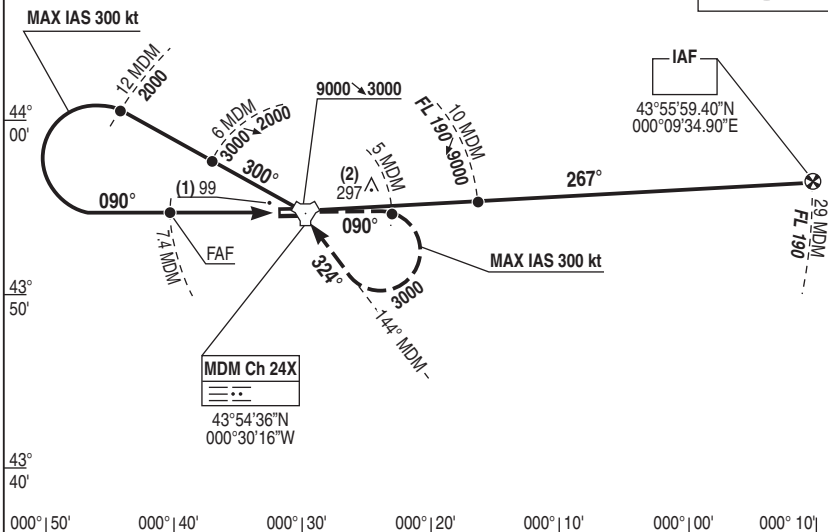 MAX IAS 300 kt
12 MDM
2000
6 MDM
3000↘2000
9000↘3000
IAF
43°55'59.40"N
000°09'34.90"E
44°
00'
300°
(1) 99
(2)
297
5 MDM
10 MDM
FL 190↘9000
267°
29 MDM
FL 190
090°
FAF
7.4 MDM
090°
324°
3000
MAX IAS 300 kt
144° MDM
43°
50'
MDM Ch 24X
43°54'36"N
000°30'16"W
43°
40'
000° 50' 000° 40' 000° 30' 000° 20' 000° 10' 000° 00' 000° 10'